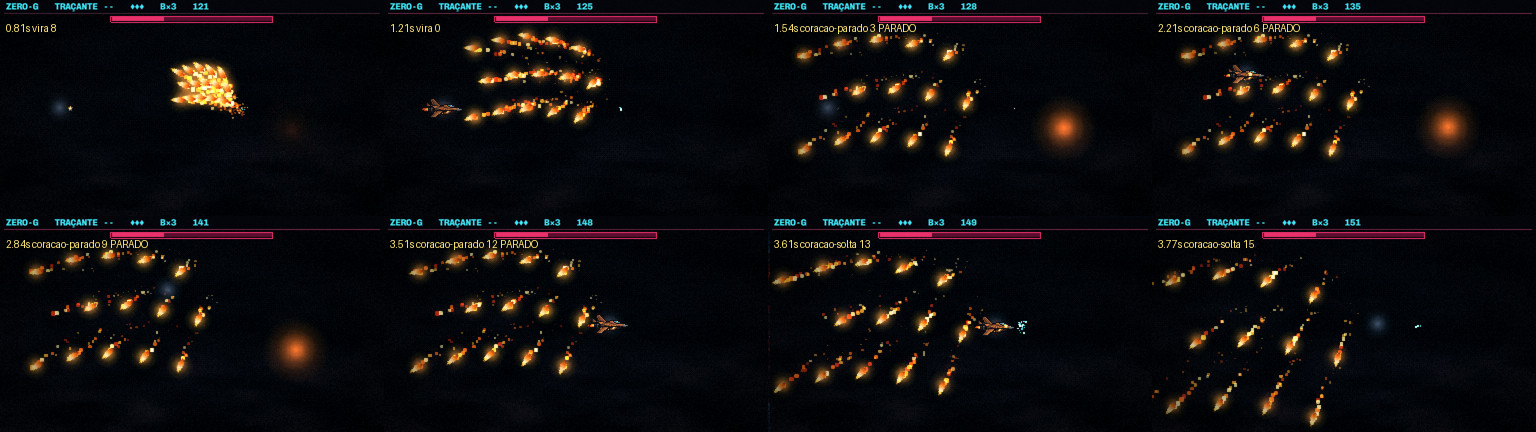 ZERO-G TRAÇANTE -- ♦♦♦ B×3 121
0.81s vira 8
ZERO-G TRAÇANTE -- ♦♦♦ B×3 125
1.21s vira 0
ZERO-G TRAÇANTE -- ♦♦♦ B×3 128
1.54s coracao-parado 3 PARADO
ZERO-G TRAÇANTE -- ♦♦♦ B×3 135
2.21s coracao-parado 6 PARADO
ZERO-G TRAÇANTE -- ♦♦♦ B×3 141
2.84s coracao-parado 9 PARADO
ZERO-G TRAÇANTE -- ♦♦♦ B×3 148
3.51s coracao-parado 12 PARADO
ZERO-G TRAÇANTE -- ♦♦♦ B×3 149
3.61s coracao-solta 13
ZERO-G TRAÇANTE -- ♦♦♦ B×3 151
3.77s coracao-solta 15